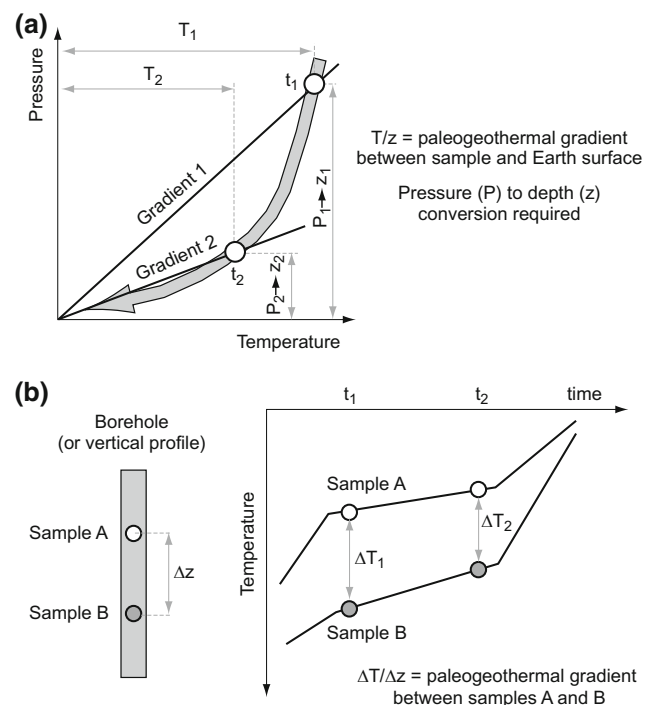 (a)
T1
T2
t1
Pressure
Gradient 1
P1 z1
Gradient 2
t2
P2 z2
Temperature
T/z = paleogeothermal gradient
between sample and Earth surface
Pressure (P) to depth (z)
conversion required
(b)
Borehole
(or vertical profile)
Sample A
Δz
Sample B
t1 t2 time
Temperature
Sample A
ΔT1
ΔT2
Sample B
ΔT/Δz = paleogeothermal gradient
between samples A and B